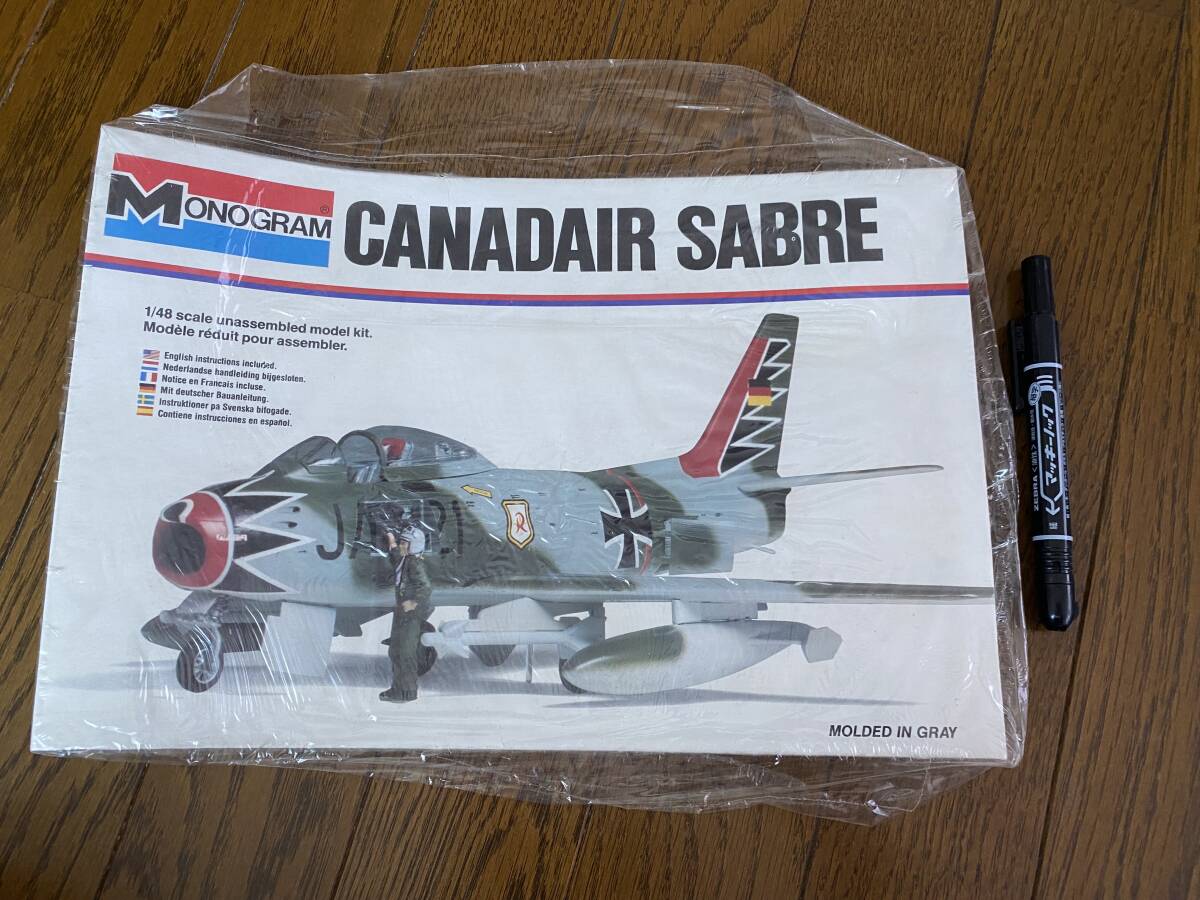 MONOGRAM®
CANADAIR SABRE
1/48 scale unassembled model kit.
Modèle réduit pour assembler.
English instructions included.
Nederlandse handleiding bijgesloten.
Notice en Francais incluse.
Mit deutscher Bauanleitung.
Instruktioner pa Svenska bifogade.
Contiene instrucciones en español.
R
MOLDED IN GRAY
ZEBRA
マッキーノック